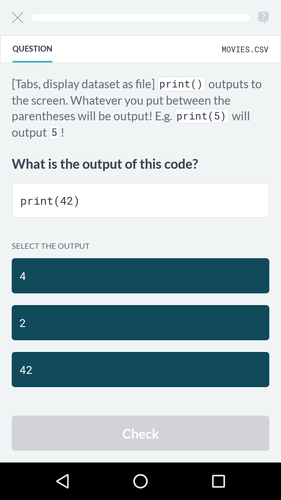 QUESTION
MOVIES.CSV
[Tabs, display dataset as file] print() outputs to
the screen. Whatever you put between the
parentheses will be output! E.g. print(5) will
output 5 !
What is the output of this code?
print(42)
SELECT THE OUTPUT
4
2
42
Check